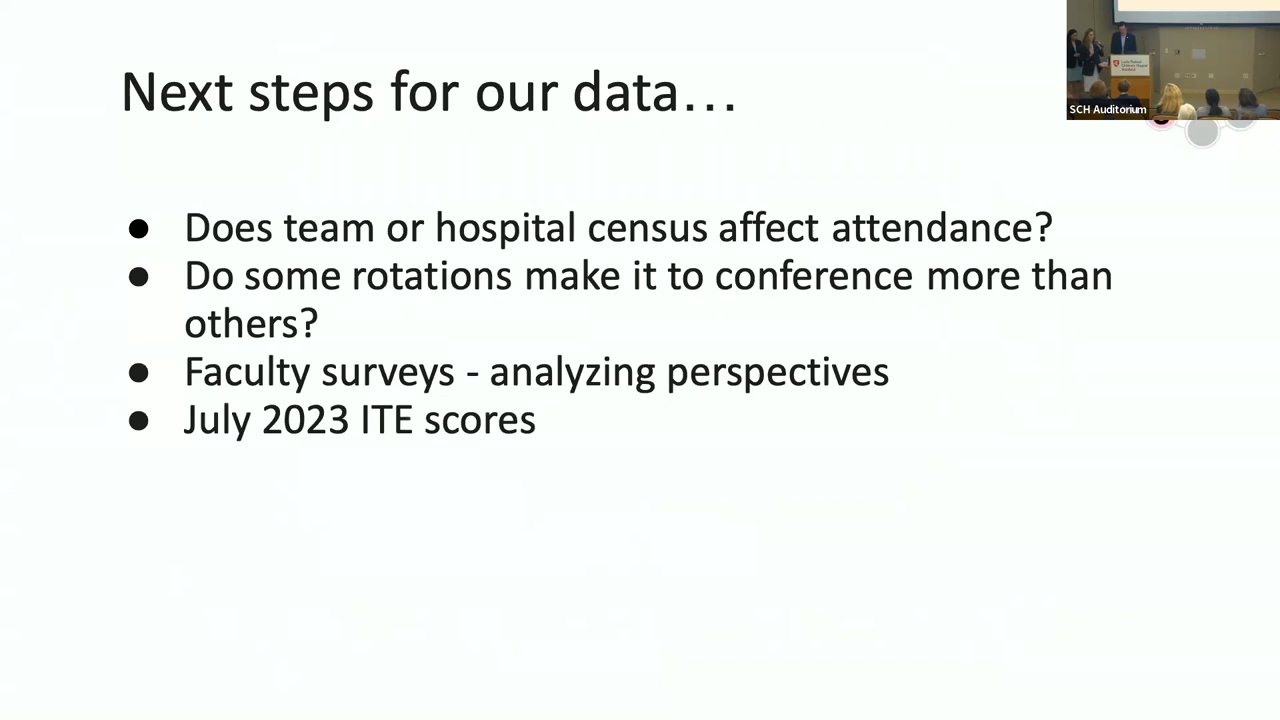 Next steps for our data…
● Does team or hospital census affect attendance?
● Do some rotations make it to conference more than
others?
● Faculty surveys - analyzing perspectives
● July 2023 ITE scores
SCH Auditorium